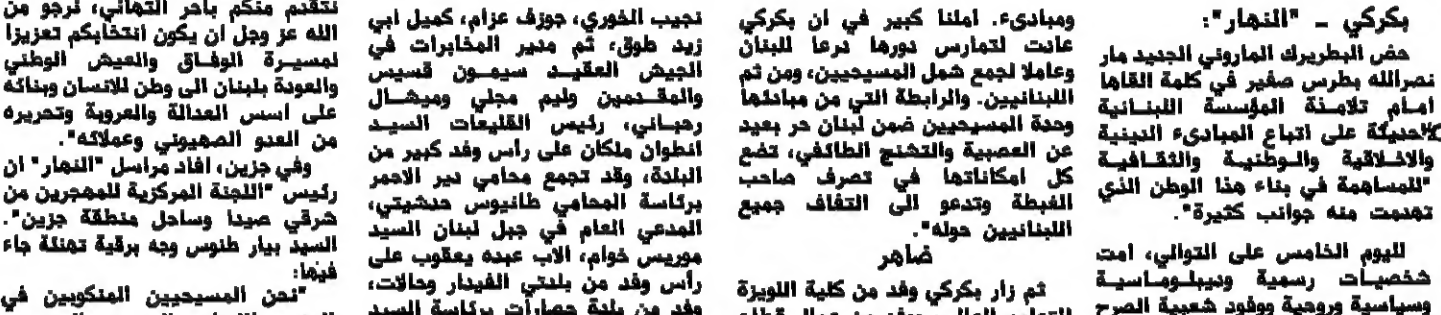 بكركي – "النهار":
حض البطريرك الماروني الجديد مار
نصرالله بطرس صفير في كلمة القاها
امام تلامذة المؤسسة اللبنانية
الحديثة على اتباع المبادىء الدينية
والاخلاقية والوطنية والثقافية
"للمساهمة في بناء هذا الوطن الذي
تهدمت منه جوانب كثيرة".
لليوم الخامس على التوالي، امت
شخصيات رسمية وديبلوماسية
وسياسية وروحية ووفود شعبية الصرح
ومبادىء. املنا كبير في ان بكركي
عادت لتمارس دورها درعا للبنان
وعاملا لجمع شمل المسيحيين، ومن ثم
اللبنانيين. والرابطة التي من مبادئها
وحدة المسيحيين ضمن لبنان حر بعيد
عن العصبية والتشنج الطائفي، تضع
كل امكاناتها في تصرف صاحب
الغبطة وتدعو الى التفاف جميع
اللبنانيين حوله".
ضاهر
ثم زار بكركي وفد من كلية اللويزة
نجيب الخوري، جوزف عزام، كميل ابي
زيد طوق، ثم مدير المخابرات في
الجيش العقيد سيمون قسيس
والمقدمين وليم مجلي وميشال
رحباني، رئيس القليعات السيد
انطوان ملكان على رأس وفد كبير من
البلدة، وقد تجمع محامي دير الاحمر
برئاسة المحامي طانيوس حدشيتي،
المدعي العام في جبل لبنان السيد
موريس خوام، الاب عبده يعقوب على
رأس وفد من بلدتي الفيدار وحالات،
وفد من بلدة حصارات برئاسة السيد
نتقدم منكم باحر التهاني، نرجو من
الله عز وجل ان يكون انتخابكم تعزيزا
لمسيرة الوفاق والعيش الوطني
والعودة بلبنان الى وطن للانسان وبنائه
على اسس العدالة والعروبة وتحريره
من العدو الصهيوني وعملائه".
وفي جزين، افاد مراسل "النهار" ان
رئيس "اللجنة المركزية للمهجرين من
شرقي صيدا وساحل منطقة جزين".
السيد بيار طنوس وجه برقية تهنئة جاء
فيها:
"نحن المسيحيين المنكوبين في